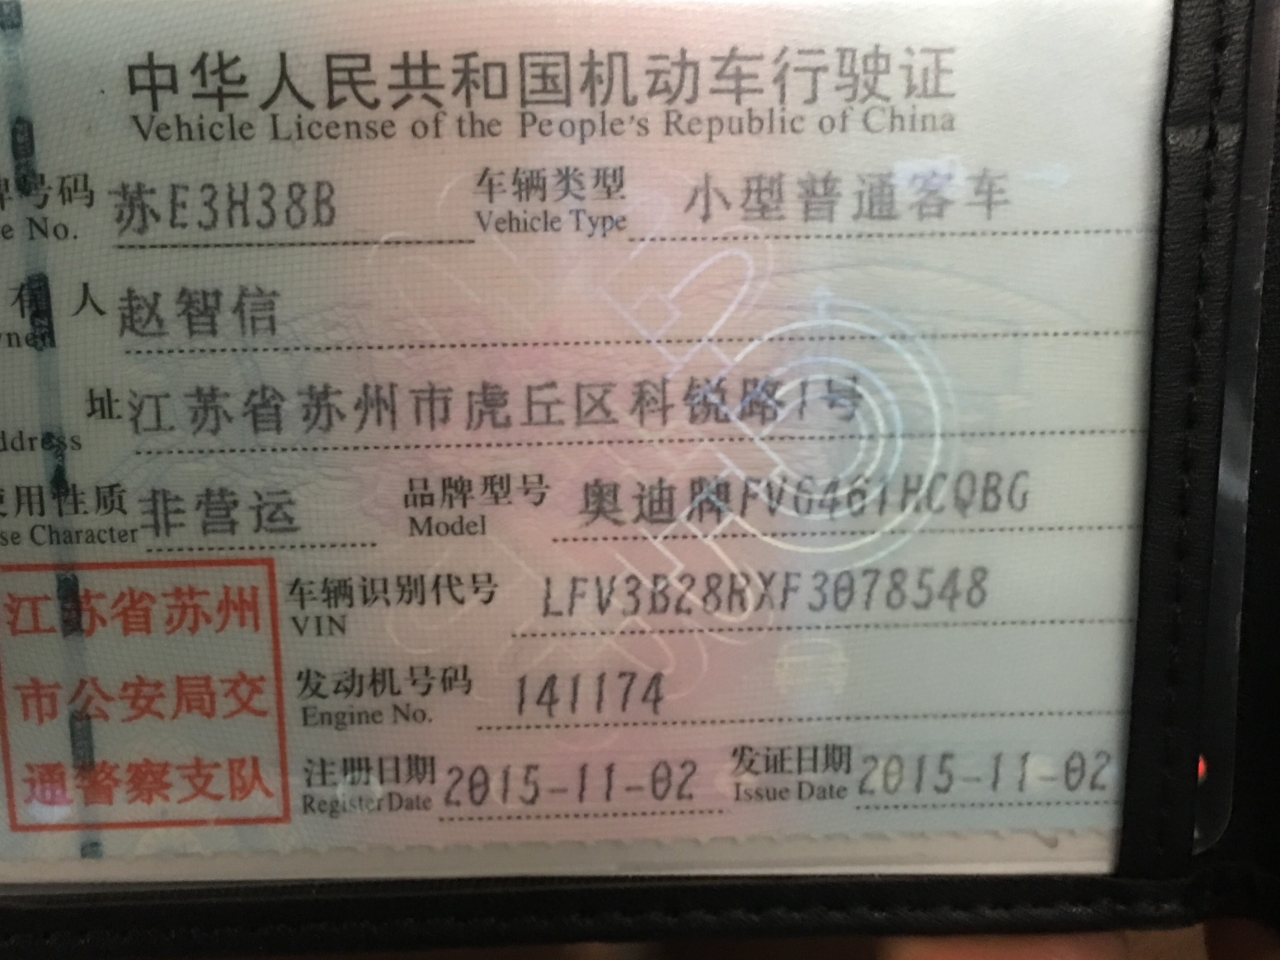 中华人民共和国机动车行驶证
Vehicle License of the People's Republic of China
牌号码 苏E3H38B 车辆类型 小型普通客车
e No. Vehicle Type
有人 赵智信
wner
址 江苏省苏州市虎丘区科锐路1号
ddress
使用性质 非营运 品牌型号 奥迪牌FV6461HCQBG
se Character Model
江苏省苏州 车辆识别代号 LFV3B28RXF3078548
VIN
市公安局交 发动机号码 141174
Engine No.
通警察支队 注册日期 2015-11-02 发证日期 2015-11-02
Register Date Issue Date